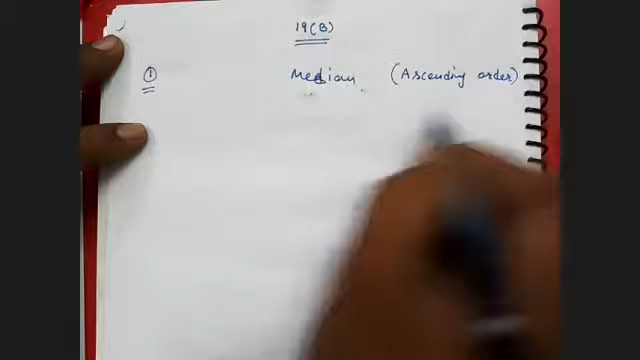 19(B)
① Median (Ascending order)